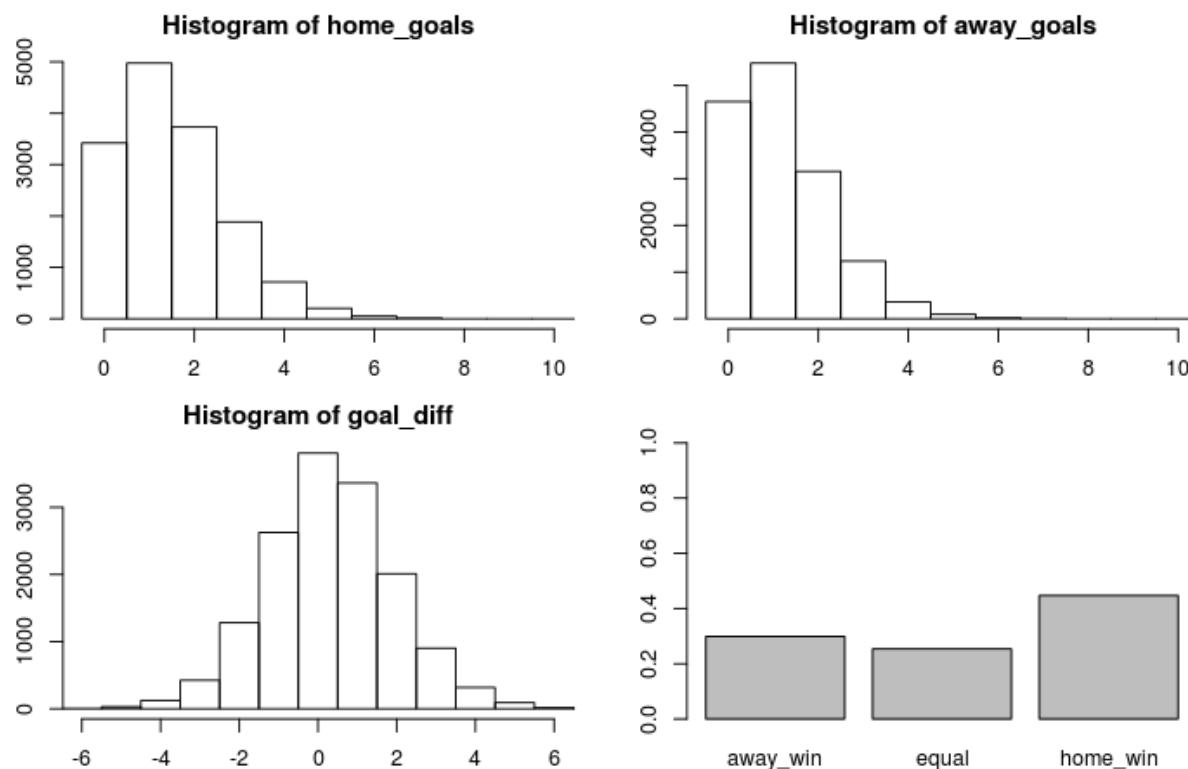 Histogram of home_goals
5000
3000
1000
0
0 2 4 6 8 10
Histogram of away_goals
4000
2000
0
0 2 4 6 8 10
Histogram of goal_diff
3000
2000
1000
0
-6 -4 -2 0 2 4 6
1.0
0.8
0.6
0.4
0.2
0.0
away_win equal home_win